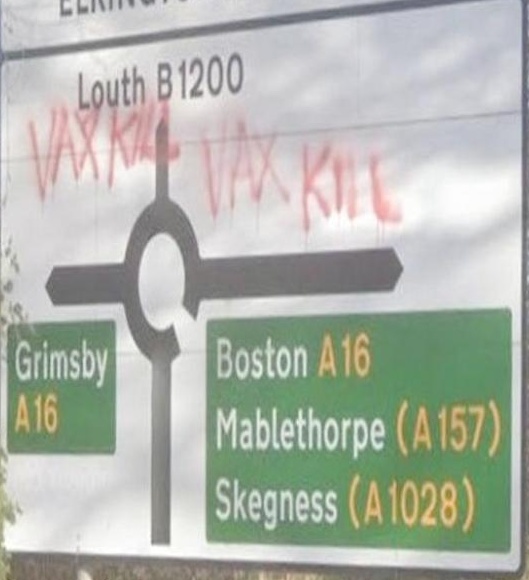 Louth B1200
VAX KILL VAX KILL
Grimsby
A16
Boston A16
Mablethorpe (A157)
Skegness (A1028)